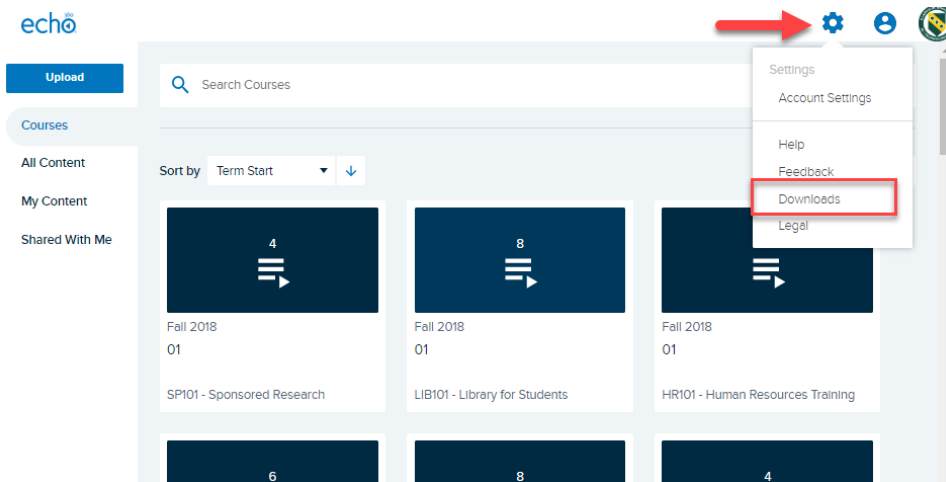 echo
Upload
Courses
All Content
My Content
Shared With Me
Search Courses
Sort by Term Start
Settings
Account Settings
Help
Feedback
Downloads
Legal
4
Fall 2018
01
SP101 - Sponsored Research
8
Fall 2018
01
LIB101 - Library for Students
Fall 2018
01
HR101 - Human Resources Training
6
8
4